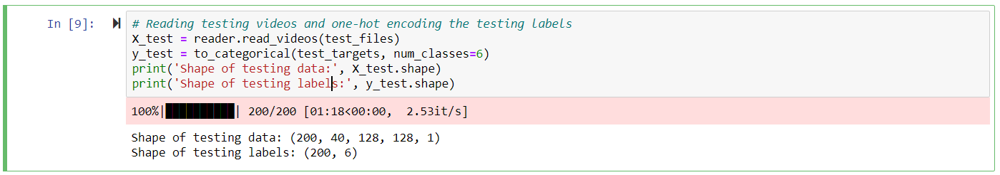 In [9]:
# Reading testing videos and one-hot encoding the testing labels
X_test = reader.read_videos(test_files)
y_test = to_categorical(test_targets, num_classes=6)
print('Shape of testing data:', X_test.shape)
print('Shape of testing labels:', y_test.shape)
100%|██████████| 200/200 [01:18<00:00,  2.53it/s]
Shape of testing data: (200, 40, 128, 128, 1)
Shape of testing labels: (200, 6)